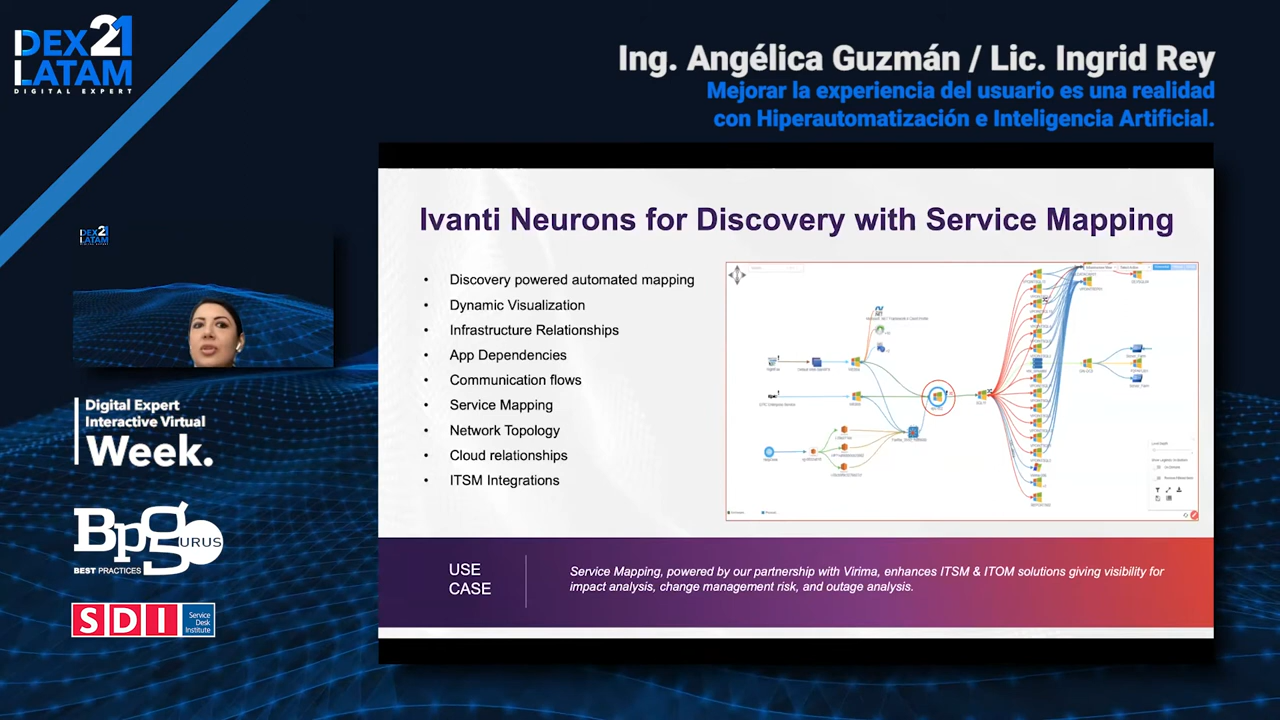 DEX21
LATAM
DIGITAL EXPERT
Ing. Angélica Guzmán / Lic. Ingrid Rey
Mejorar la experiencia del usuario es una realidad
con Hiperautomatización e Inteligencia Artificial.
DEX21
LATAM
Digital Expert
Interactive Virtual
Week.
Bpgurus
BEST PRACTICES
SDI
Service
Desk
Institute
Ivanti Neurons for Discovery with Service Mapping
• Discovery powered automated mapping
• Dynamic Visualization
• Infrastructure Relationships
• App Dependencies
• Communication flows
• Service Mapping
• Network Topology
• Cloud relationships
• ITSM Integrations
USE
CASE
Service Mapping, powered by our partnership with Virima, enhances ITSM & ITOM solutions giving visibility for
impact analysis, change management risk, and outage analysis.